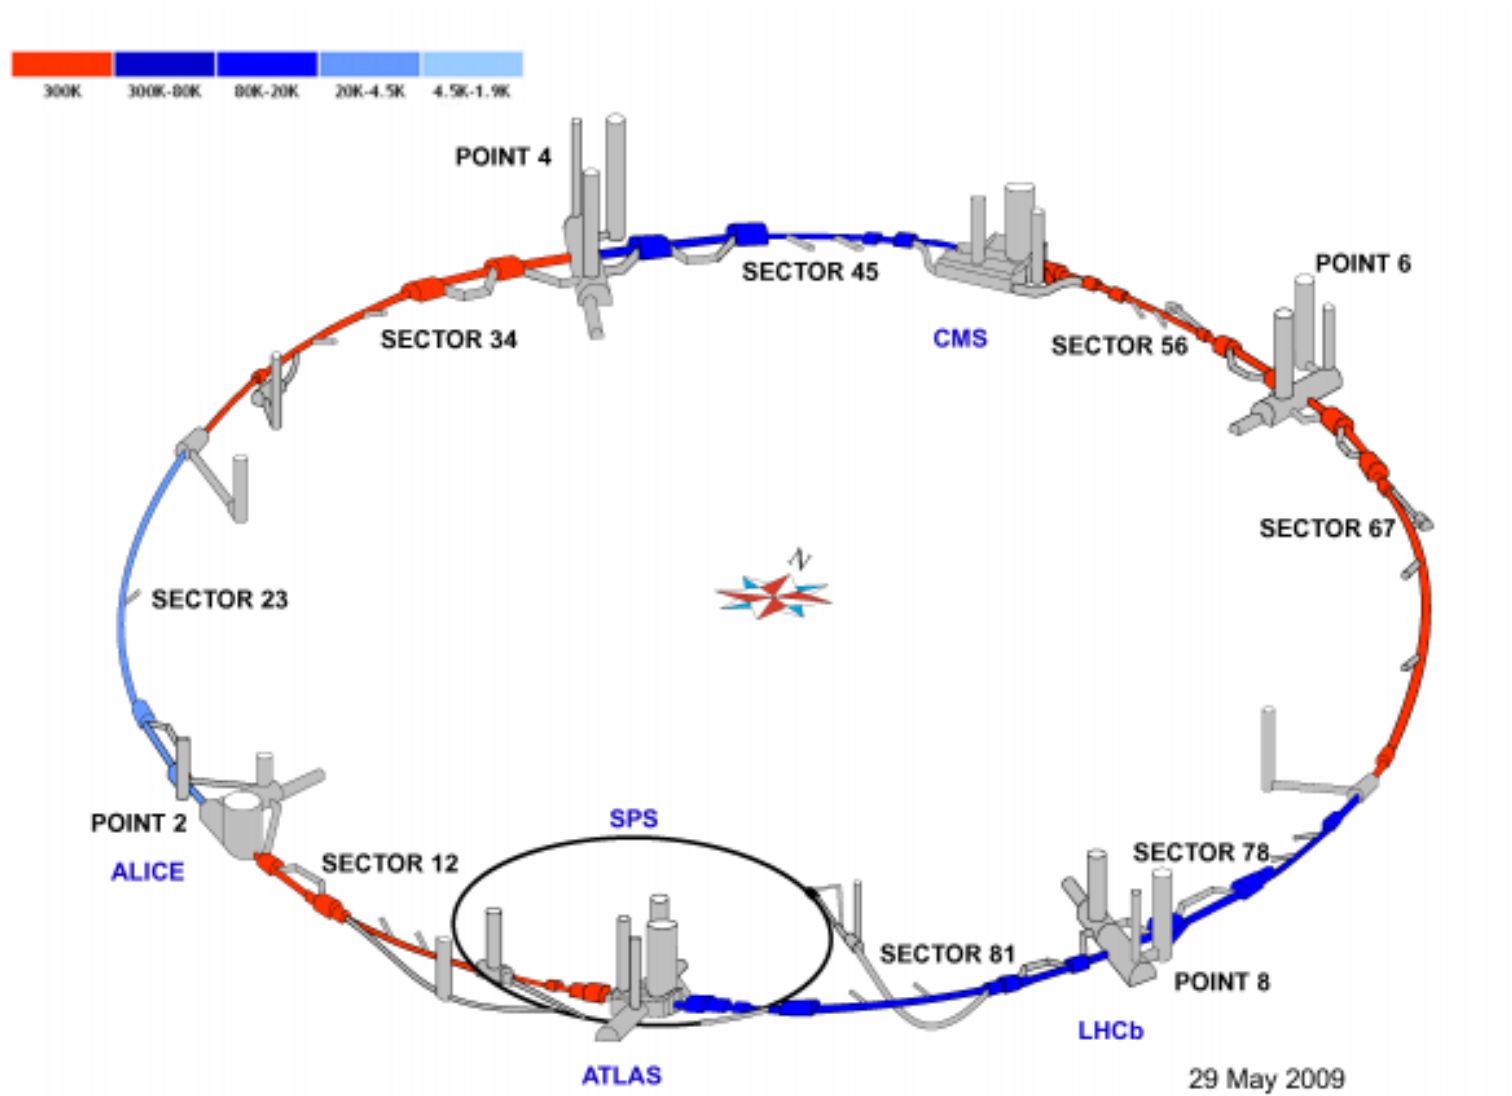 300K 300K-80K 80K-20K 20K-4.5K 4.5K-1.9K
POINT 4
SECTOR 45
POINT 6
SECTOR 34
CMS
SECTOR 56
SECTOR 67
N
SECTOR 23
POINT 2
ALICE
SECTOR 12
SPS
SECTOR 78
SECTOR 81
POINT 8
LHCb
ATLAS
29 May 2009